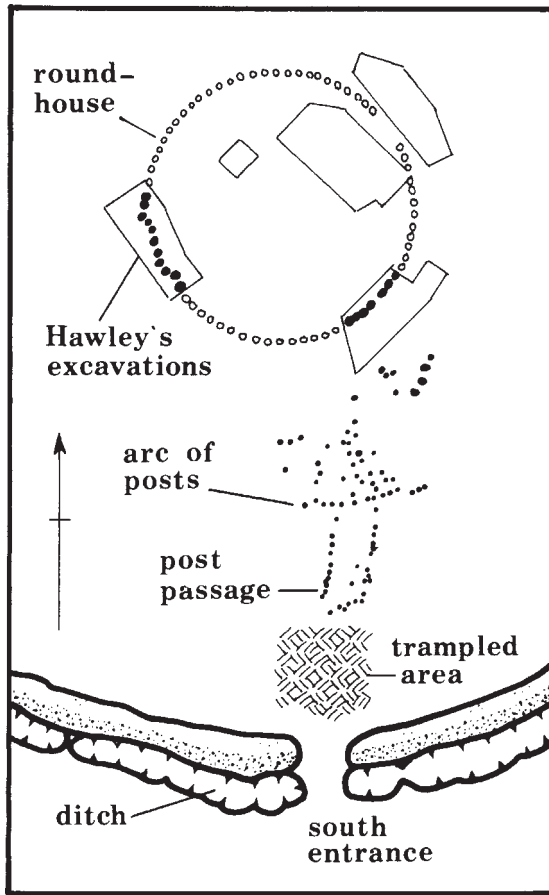 round-
house
Hawley`s
excavations
arc of
posts
post
passage
trampled
area
ditch
south
entrance